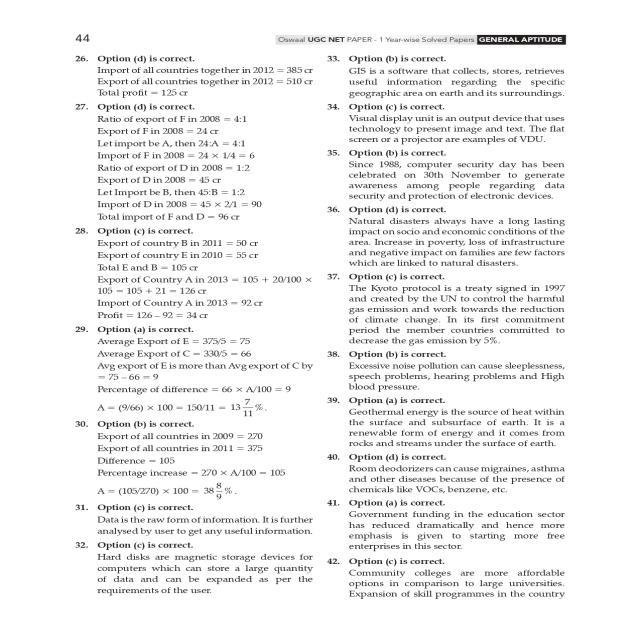 44
Oswaal UGC NET PAPER - 1 Year-wise Solved Papers GENERAL APTITUDE
26. Option (d) is correct.
Import of all countries together in 2012 = 385 cr
Export of all countries together in 2012 = 510 cr
Total profit = 125 cr
27. Option (d) is correct.
Ratio of export of F in 2008 = 4:1
Export of F in 2008 = 24 cr
Let import be A, then 24:A = 4:1
Import of F in 2008 = 24 × 1/4 = 6
Ratio of export of D in 2008 = 1:2
Export of D in 2008 = 45 cr
Let Import be B, then 45:B = 1:2
Import of D in 2008 = 45 × 2/1 = 90
Total import of F and D = 96 cr
28. Option (c) is correct.
Export of country B in 2011 = 50 cr
Export of country E in 2010 = 55 cr
Total E and B = 105 cr
Export of Country A in 2013 = 105 + 20/100 ×
105 = 105 + 21 = 126 cr
Import of Country A in 2013 = 92 cr
Profit = 126 – 92 = 34 cr
29. Option (a) is correct.
Average Export of E = 375/5 = 75
Average Export of C = 330/5 = 66
Avg export of E is more than Avg export of C by
= 75 – 66 = 9
Percentage of difference = 66 × A/100 = 9
A = (9/66) × 100 = 150/11 = 13 7/11 %.
30. Option (b) is correct.
Export of all countries in 2009 = 270
Export of all countries in 2011 = 375
Difference = 105
Percentage increase = 270 × A/100 = 105
A = (105/270) × 100 = 38 8/9 %.
31. Option (c) is correct.
Data is the raw form of information. It is further
analysed by user to get any useful information.
32. Option (c) is correct.
Hard disks are magnetic storage devices for
computers which can store a large quantity
of data and can be expanded as per the
requirements of the user.
33. Option (b) is correct.
GIS is a software that collects, stores, retrieves
useful information regarding the specific
geographic area on earth and its surroundings.
34. Option (c) is correct.
Visual display unit is an output device that uses
technology to present image and text. The flat
screen or a projector are examples of VDU.
35. Option (b) is correct.
Since 1988, computer security day has been
celebrated on 30th November to generate
awareness among people regarding data
security and protection of electronic devices.
36. Option (d) is correct.
Natural disasters always have a long lasting
impact on socio and economic conditions of the
area. Increase in poverty, loss of infrastructure
and negative impact on families are few factors
which are linked to natural disasters.
37. Option (c) is correct.
The Kyoto protocol is a treaty signed in 1997
and created by the UN to control the harmful
gas emission and work towards the reduction
of climate change. In its first commitment
period the member countries committed to
decrease the gas emission by 5%.
38. Option (b) is correct.
Excessive noise pollution can cause sleeplessness,
speech problems, hearing problems and High
blood pressure.
39. Option (a) is correct.
Geothermal energy is the source of heat within
the surface and subsurface of earth. It is a
renewable form of energy and it comes from
rocks and streams under the surface of earth.
40. Option (d) is correct.
Room deodorizers can cause migraines, asthma
and other diseases because of the presence of
chemicals like VOCs, benzene, etc.
41. Option (a) is correct.
Government funding in the education sector
has reduced dramatically and hence more
emphasis is given to starting more free
enterprises in this sector.
42. Option (c) is correct.
Community colleges are more affordable
options in comparison to large universities.
Expansion of skill programmes in the country